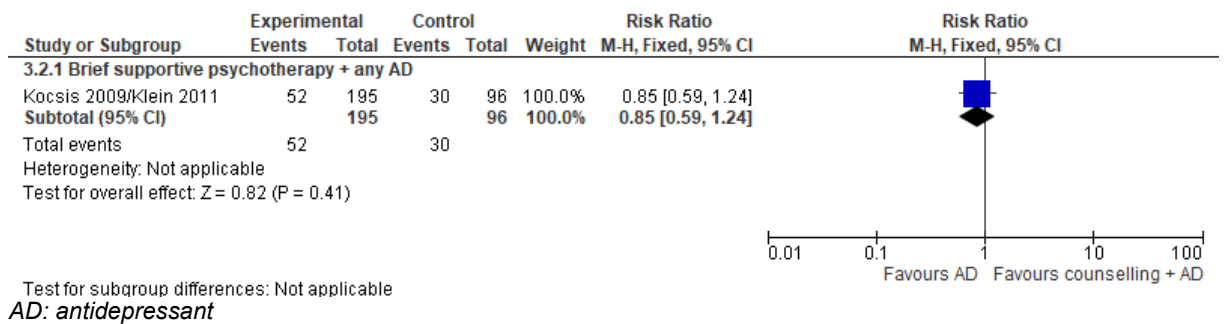 Experimental Control Risk Ratio Risk Ratio
Study or Subgroup Events Total Events Total Weight M-H, Fixed, 95% CI M-H, Fixed, 95% CI
3.2.1 Brief supportive psychotherapy + any AD
Kocsis 2009/Klein 2011 52 195 30 96 100.0% 0.85 [0.59, 1.24]
Subtotal (95% CI) 195 96 100.0% 0.85 [0.59, 1.24]
Total events 52 30
Heterogeneity: Not applicable
Test for overall effect: Z = 0.82 (P = 0.41)
0.01 0.1 1 10 100
Favours AD Favours counselling + AD
Test for subgroup differences: Not applicable
AD: antidepressant